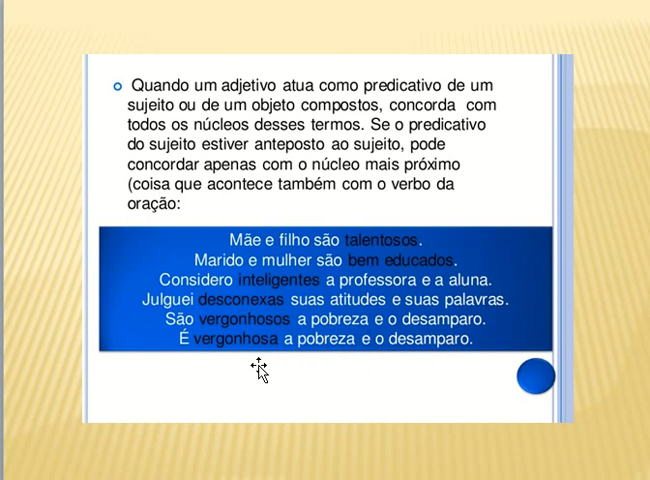 Quando um adjetivo atua como predicativo de um
sujeito ou de um objeto compostos, concorda com
todos os núcleos desses termos. Se o predicativo
do sujeito estiver anteposto ao sujeito, pode
concordar apenas com o núcleo mais próximo
(coisa que acontece também com o verbo da
oração:
Mãe e filho são talentosos.
Marido e mulher são bem educados.
Considero inteligentes a professora e a aluna.
Julguei desconexas suas atitudes e suas palavras.
São vergonhosos a pobreza e o desamparo.
É vergonhosa a pobreza e o desamparo.